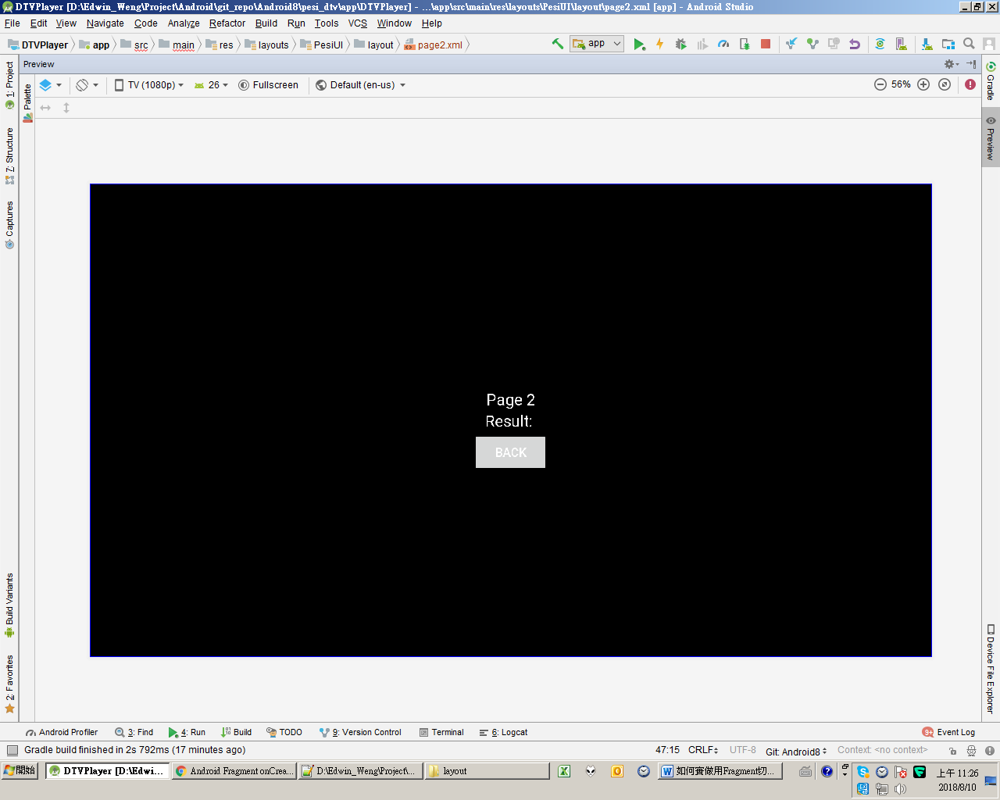 DTVPlayer [D:\Edwin_Weng\Project\Android\git_repo\Android8\pesi_dtv\app\DTVPlayer] - ...\app\src\main\res\layouts\PesiUI\layout\page2.xml [app] - Android Studio
File Edit View Navigate Code Analyze Refactor Build Run Tools VCS Window Help
DTVPlayer app src main res layouts PesiUI layout page2.xml app
Preview
TV (1080p) 26 Fullscreen Default (en-us) 56%
1: Project
7: Structure
Captures
Build Variants
2: Favorites
Palette
Page 2
Result:
BACK
Gradle
Preview
Device File Explorer
Android Profiler 3: Find 4: Run Build TODO 9: Version Control Terminal 6: Logcat 9+ Event Log
Gradle build finished in 2s 792ms (17 minutes ago) 47:15 CRLF UTF-8 Git: Android8 Context: <no context>
開始 DTVPlayer [D:\Edwi... Android Fragment onCrea... D:\Edwin_Weng\Project\... layout 如何實做用Fragment切... 上午 11:26
2018/8/10